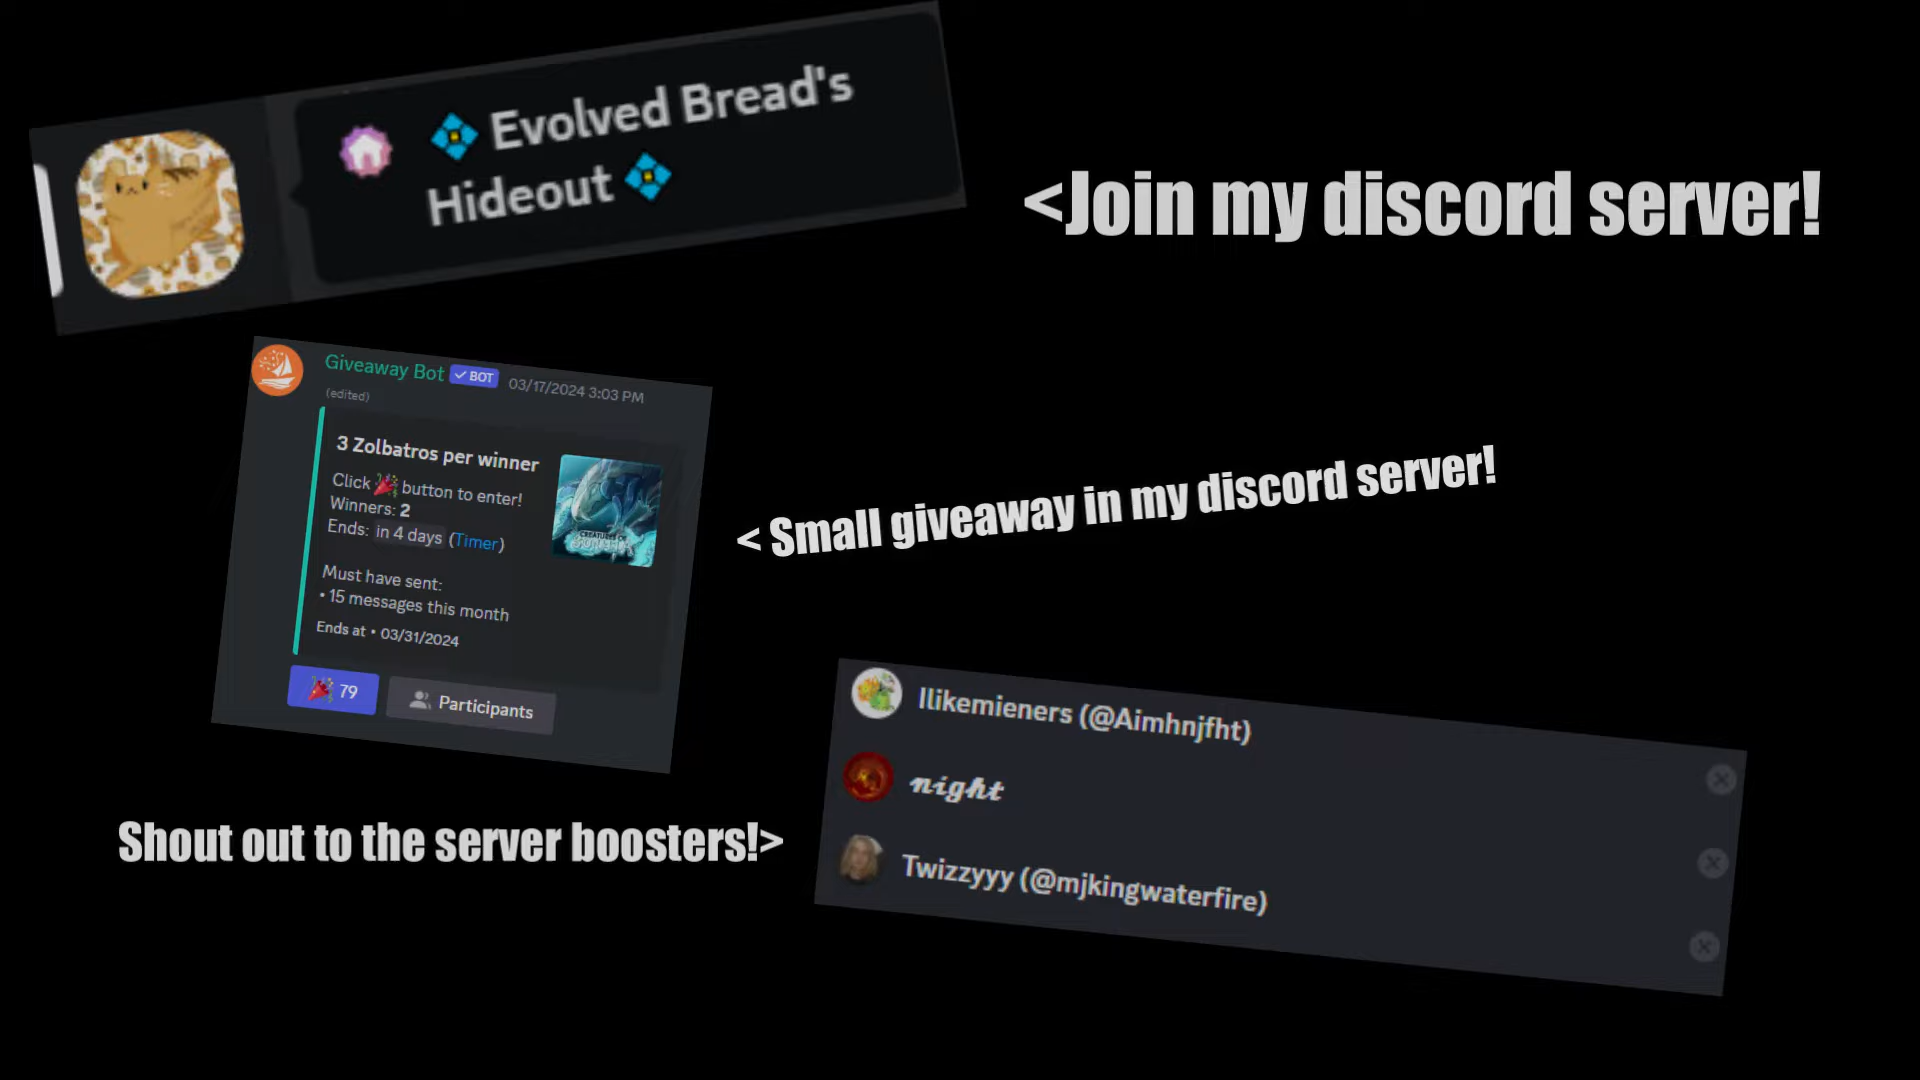 Evolved Bread's
Hideout
<Join my discord server!
Giveaway Bot BOT 03/17/2024 3:03 PM
(edited)
3 Zolbatros per winner
Click 🎉 button to enter!
Winners: 2
Ends: in 4 days (Timer)
Must have sent:
• 15 messages this month
Ends at • 03/31/2024
🎉 79 Participants
< Small giveaway in my discord server!
Shout out to the server boosters!>
Ilikemieners (@Aimhnjfht)
night
Twizzyyy (@mjkingwaterfire)